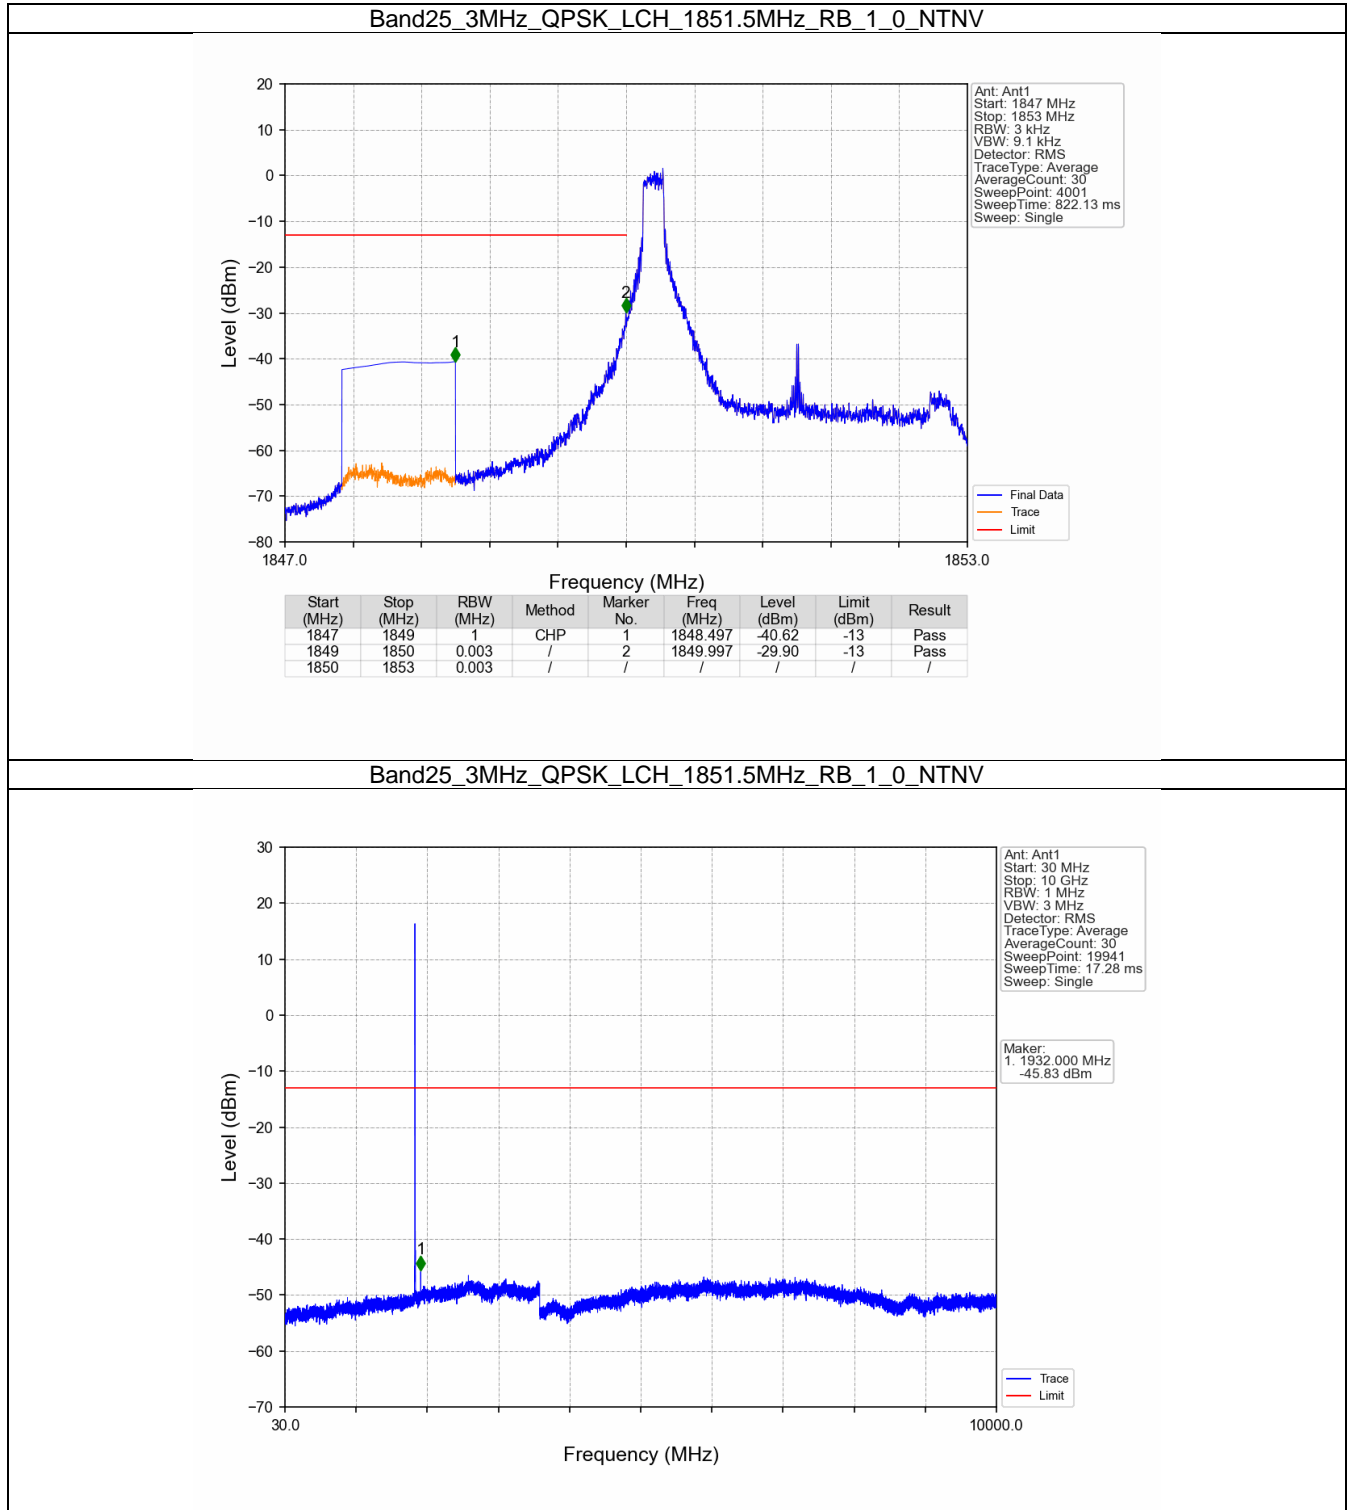 Band25_3MHz_QPSK_LCH_1851.5MHz_RB_1_0_NTNV
20
10
0
−10
−20
−30
−40
−50
−60
−70
−80
Level (dBm)
1
2
1847.0
1853.0
Frequency (MHz)
Ant: Ant1
Start: 1847 MHz
Stop: 1853 MHz
RBW: 3 kHz
VBW: 9.1 kHz
Detector: RMS
TraceType: Average
AverageCount: 30
SweepPoint: 4001
SweepTime: 822.13 ms
Sweep: Single
Final Data
Trace
Limit
Start (MHz) Stop (MHz) RBW (MHz) Method Marker No. Freq (MHz) Level (dBm) Limit (dBm) Result
1847 1849 1 CHP 1 1848.497 -40.62 -13 Pass
1849 1850 0.003 / 2 1849.997 -29.90 -13 Pass
1850 1853 0.003 / / / / / /
Band25_3MHz_QPSK_LCH_1851.5MHz_RB_1_0_NTNV
30
20
10
0
−10
−20
−30
−40
−50
−60
−70
Level (dBm)
1
30.0
10000.0
Frequency (MHz)
Ant: Ant1
Start: 30 MHz
Stop: 10 GHz
RBW: 1 MHz
VBW: 3 MHz
Detector: RMS
TraceType: Average
AverageCount: 30
SweepPoint: 19941
SweepTime: 17.28 ms
Sweep: Single
Maker:
1. 1932.000 MHz
-45.83 dBm
Trace
Limit